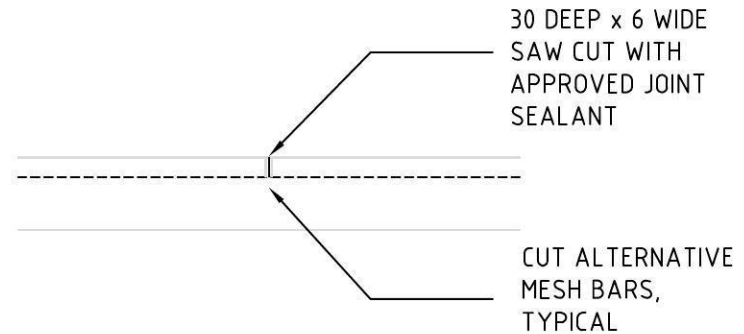 30 DEEP x 6 WIDE
SAW CUT WITH
APPROVED JOINT
SEALANT
CUT ALTERNATIVE
MESH BARS,
TYPICAL